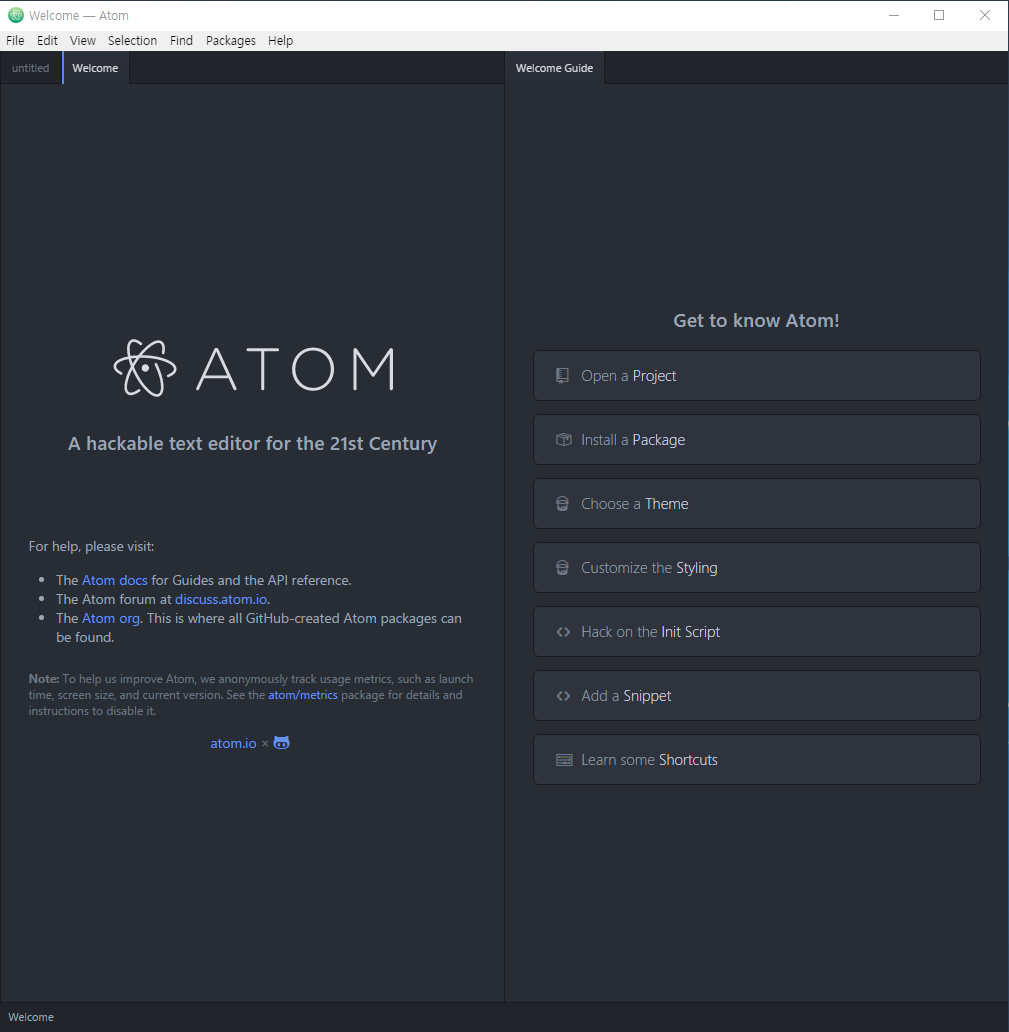 Welcome — Atom
File Edit View Selection Find Packages Help
untitled Welcome
ATOM
A hackable text editor for the 21st Century
For help, please visit:
• The Atom docs for Guides and the API reference.
• The Atom forum at discuss.atom.io.
• The Atom org. This is where all GitHub-created Atom packages can
be found.
Note: To help us improve Atom, we anonymously track usage metrics, such as launch
time, screen size, and current version. See the atom/metrics package for details and
instructions to disable it.
atom.io ×
Welcome Guide
Get to know Atom!
Open a Project
Install a Package
Choose a Theme
Customize the Styling
Hack on the Init Script
Add a Snippet
Learn some Shortcuts
Welcome